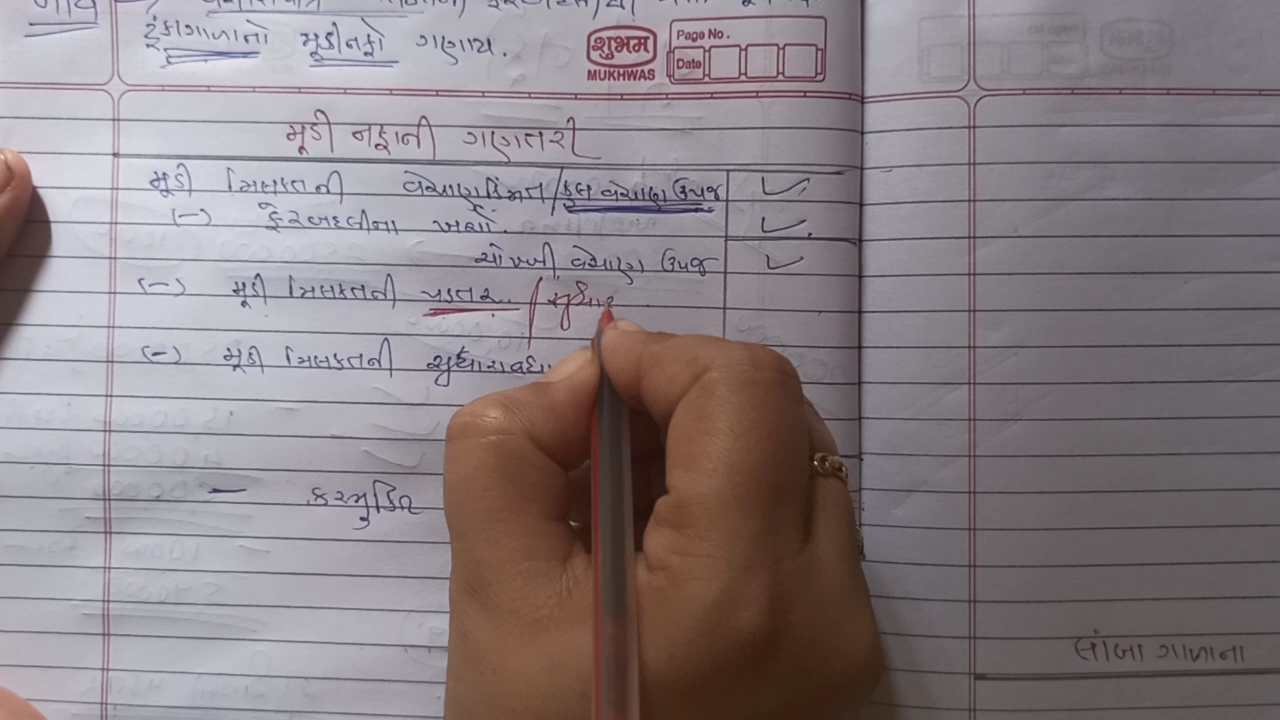 ટૂંકાગાળાનો મૂડીનફો ગણાય.
शुभम
MUKHWAS
Page No.
Date
મૂડી નફાની ગણતરી
મૂડી મિલકતની વેચાણકિંમત/કુલ વેચાણ ઉપજ
(-) ફેરબદલીના ખર્ચા.
ચોખ્ખી વેચાણ ઉપજ
(-) મૂડી મિલકતની પડતર /સુધાર
(-) મૂડી મિલકતની સુધારાવધા
- કરમુક્તિ
લાંબા ગાળાના